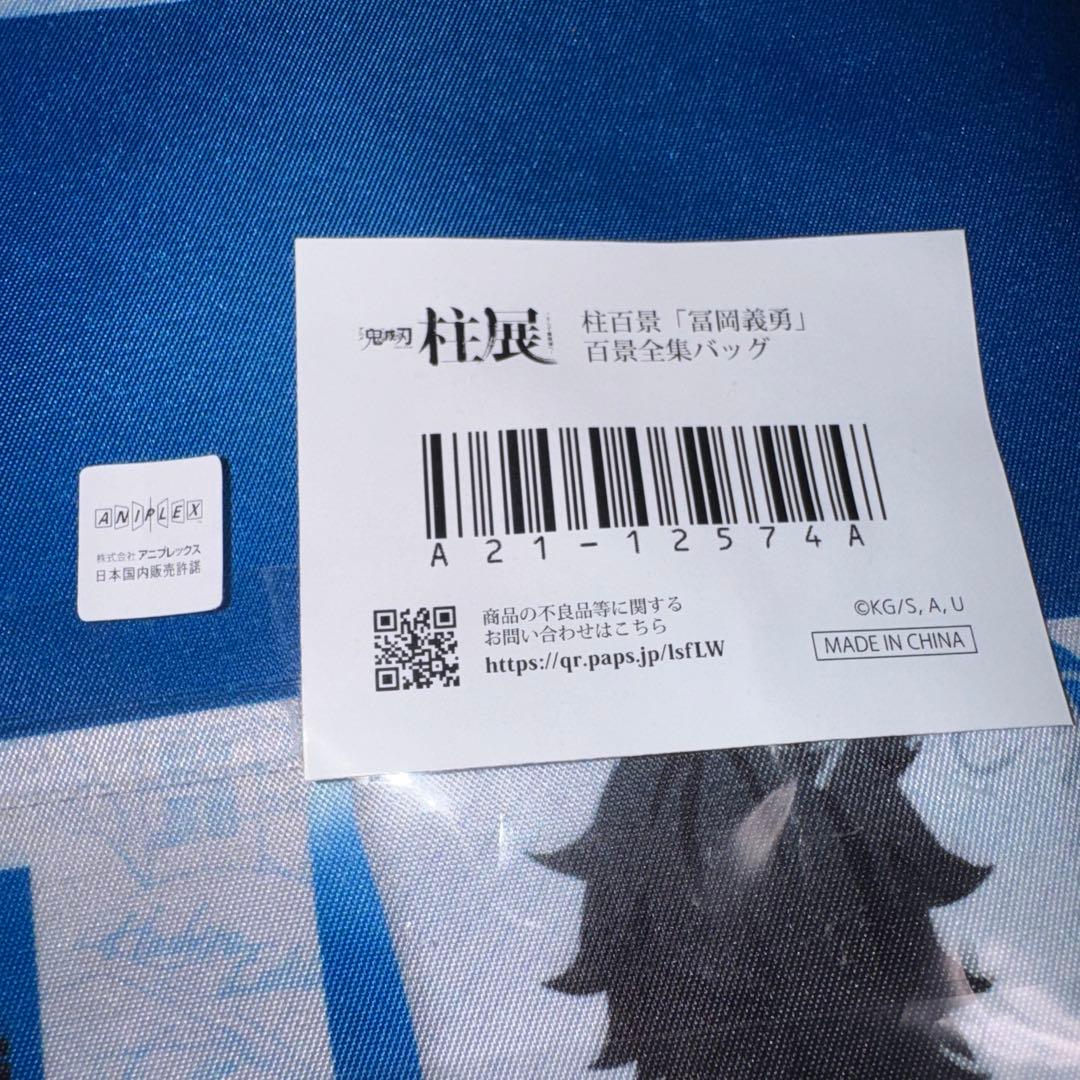 鬼滅刃 柱展
柱百景「冨岡義勇」
百景全集バッグ
A21-12574A
商品の不良品等に関する
お問い合わせはこちら
https://qr.paps.jp/lsfLW
©KG/S, A, U
MADE IN CHINA
ANIPLEX
株式会社 アニプレックス
日本国内販売許諾